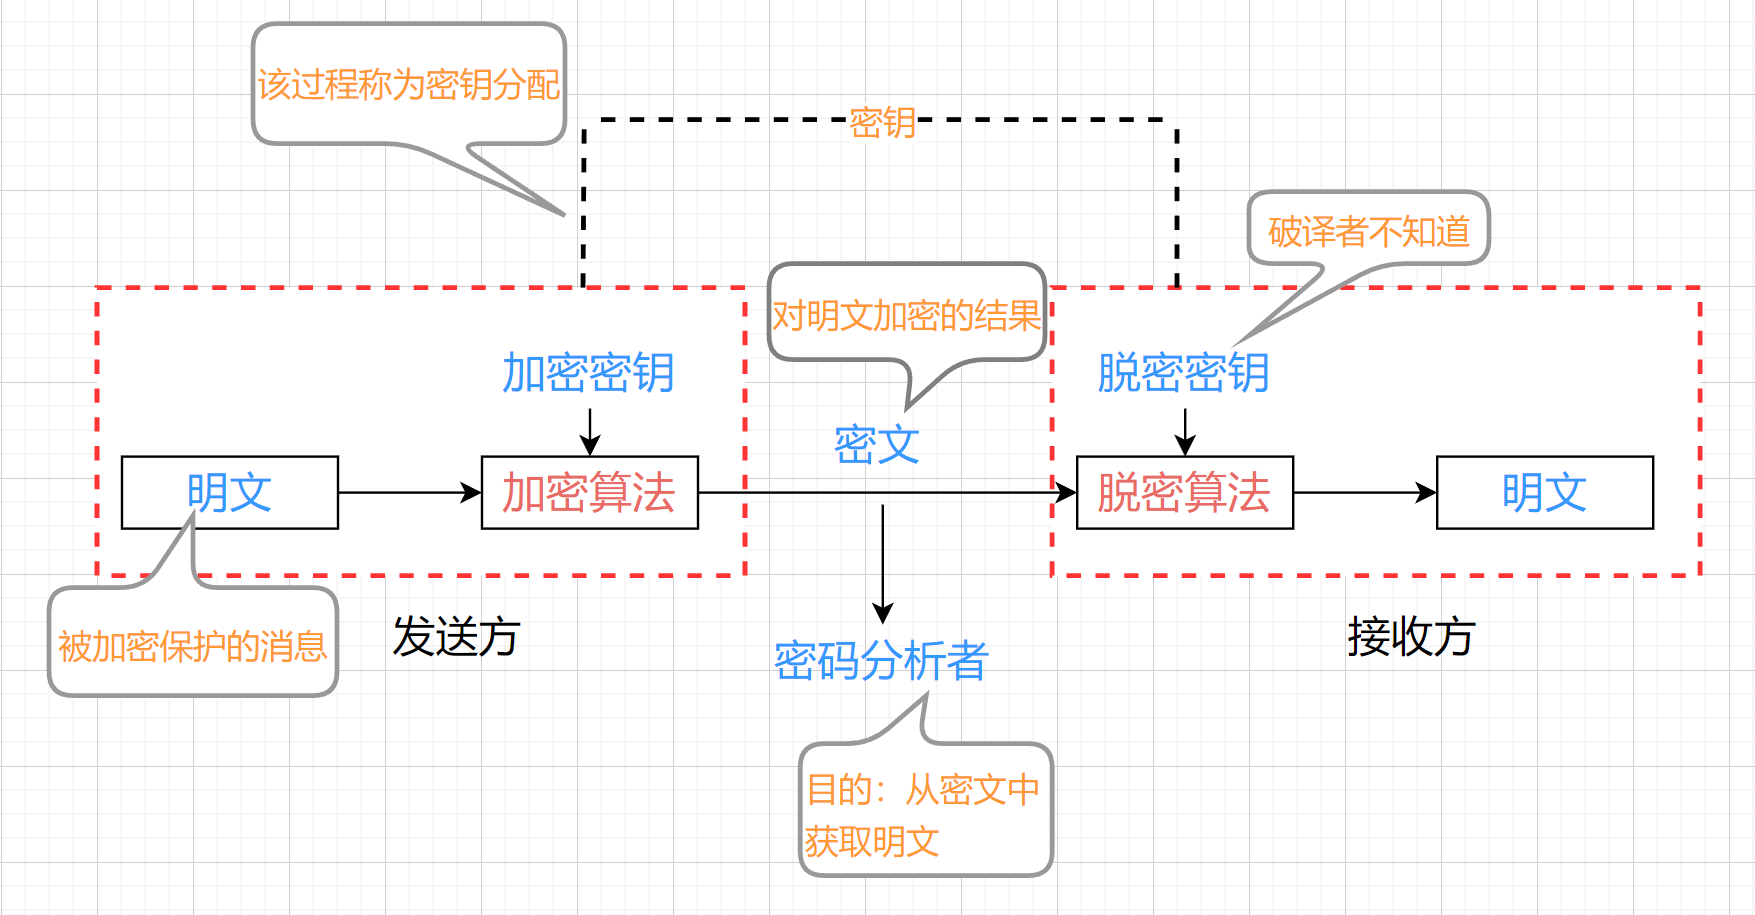 该过程称为密钥分配
密钥
破译者不知道
对明文加密的结果
加密密钥
脱密密钥
密文
明文
加密算法
脱密算法
明文
被加密保护的消息
发送方
接收方
密码分析者
目的：从密文中
获取明文